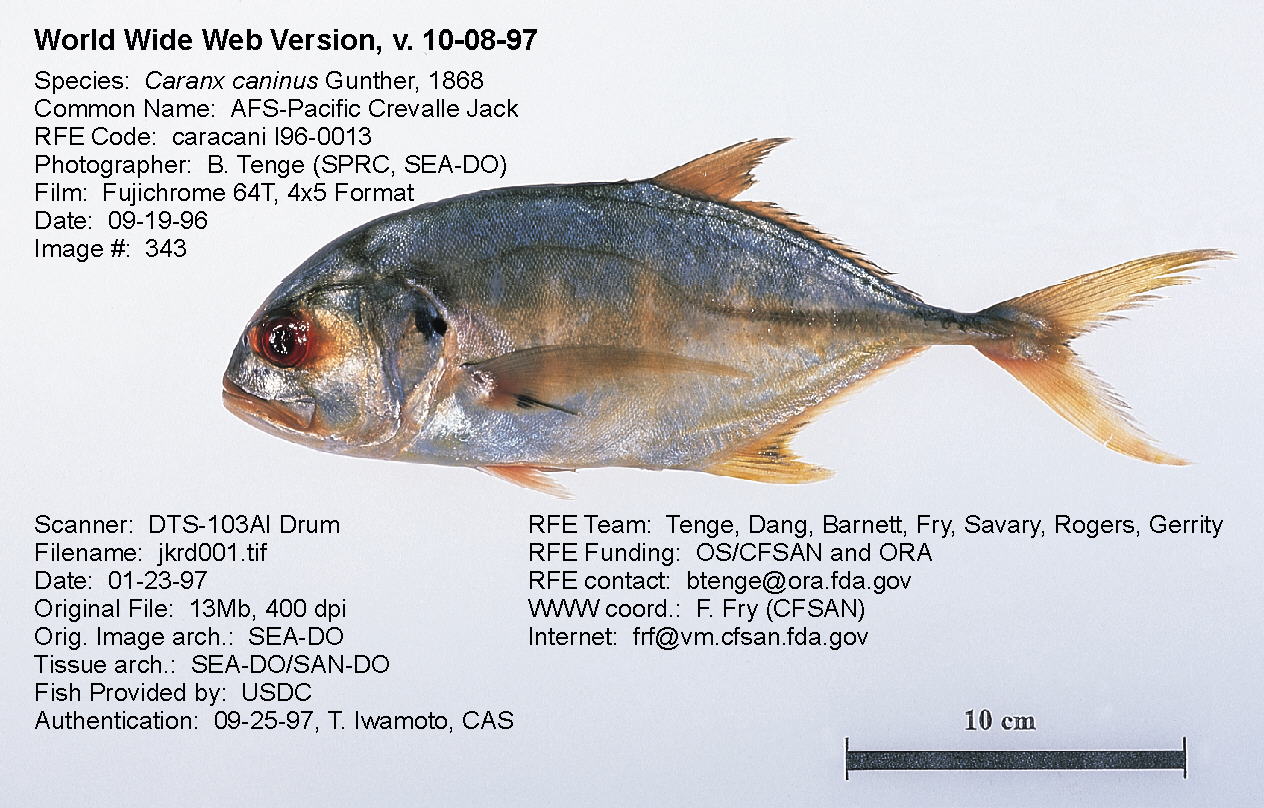 World Wide Web Version, v. 10-08-97
Species: Caranx caninus Gunther, 1868
Common Name: AFS-Pacific Crevalle Jack
RFE Code: caracani I96-0013
Photographer: B. Tenge (SPRC, SEA-DO)
Film: Fujichrome 64T, 4x5 Format
Date: 09-19-96
Image #: 343
Scanner: DTS-103AI Drum
Filename: jkrd001.tif
Date: 01-23-97
Original File: 13Mb, 400 dpi
Orig. Image arch.: SEA-DO
Tissue arch.: SEA-DO/SAN-DO
Fish Provided by: USDC
Authentication: 09-25-97, T. Iwamoto, CAS
RFE Team: Tenge, Dang, Barnett, Fry, Savary, Rogers, Gerrity
RFE Funding: OS/CFSAN and ORA
RFE contact: btenge@ora.fda.gov
WWW coord.: F. Fry (CFSAN)
Internet: frf@vm.cfsan.fda.gov
10 cm